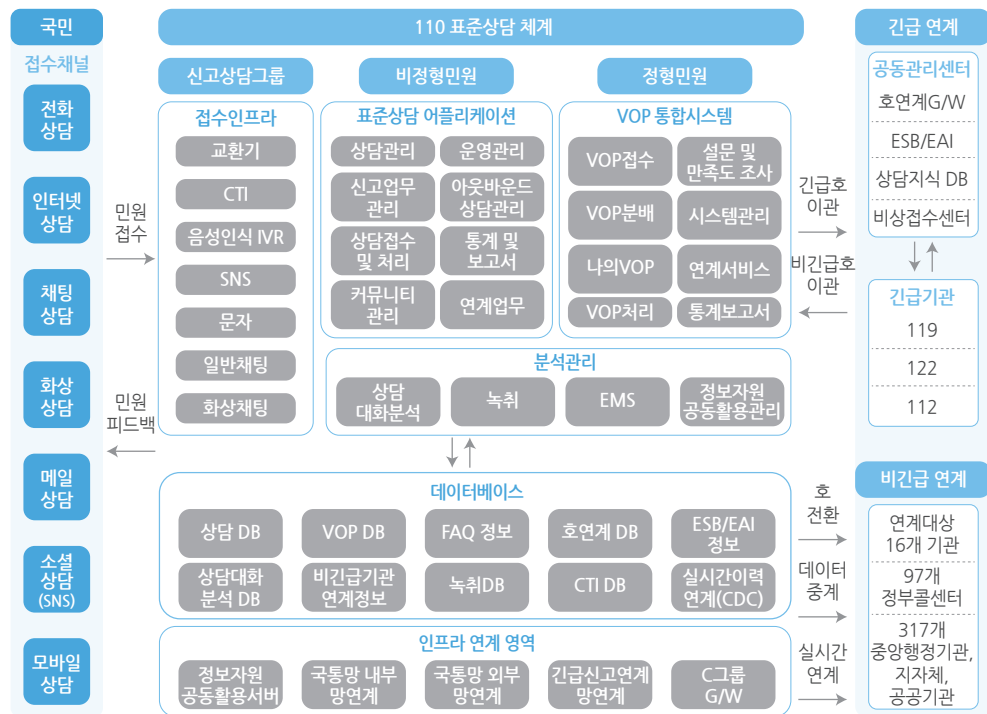 국민
접수채널
전화
상담
인터넷
상담
채팅
상담
화상
상담
메일
상담
소셜
상담
(SNS)
모바일
상담
민원
접수
민원
피드백
110 표준상담 체계
신고상담그룹
비정형민원
정형민원
접수인프라
교환기
CTI
음성인식 IVR
SNS
문자
일반채팅
화상채팅
표준상담 어플리케이션
상담관리
운영관리
신고업무
관리
아웃바운드
상담관리
상담접수
및 처리
통계 및
보고서
커뮤니티
관리
연계업무
VOP 통합시스템
VOP접수
설문 및
만족도 조사
VOP분배
시스템관리
나의VOP
연계서비스
VOP처리
통계보고서
분석관리
상담
대화분석
녹취
EMS
정보자원
공동활용관리
데이터베이스
상담 DB
VOP DB
FAQ 정보
호연계 DB
ESB/EAI
정보
상담대화
분석 DB
비긴급기관
연계정보
녹취DB
CTI DB
실시간이력
연계(CDC)
인프라 연계 영역
정보자원
공동활용서버
국통망 내부
망연계
국통망 외부
망연계
긴급신고연계
망연계
C그룹
G/W
긴급호
이관
비긴급호
이관
호
전환
데이터
중계
실시간
연계
긴급 연계
공동관리센터
호연계G/W
ESB/EAI
상담지식 DB
비상접수센터
긴급기관
119
122
112
비긴급 연계
연계대상
16개 기관
97개
정부콜센터
317개
중앙행정기관,
지자체,
공공기관